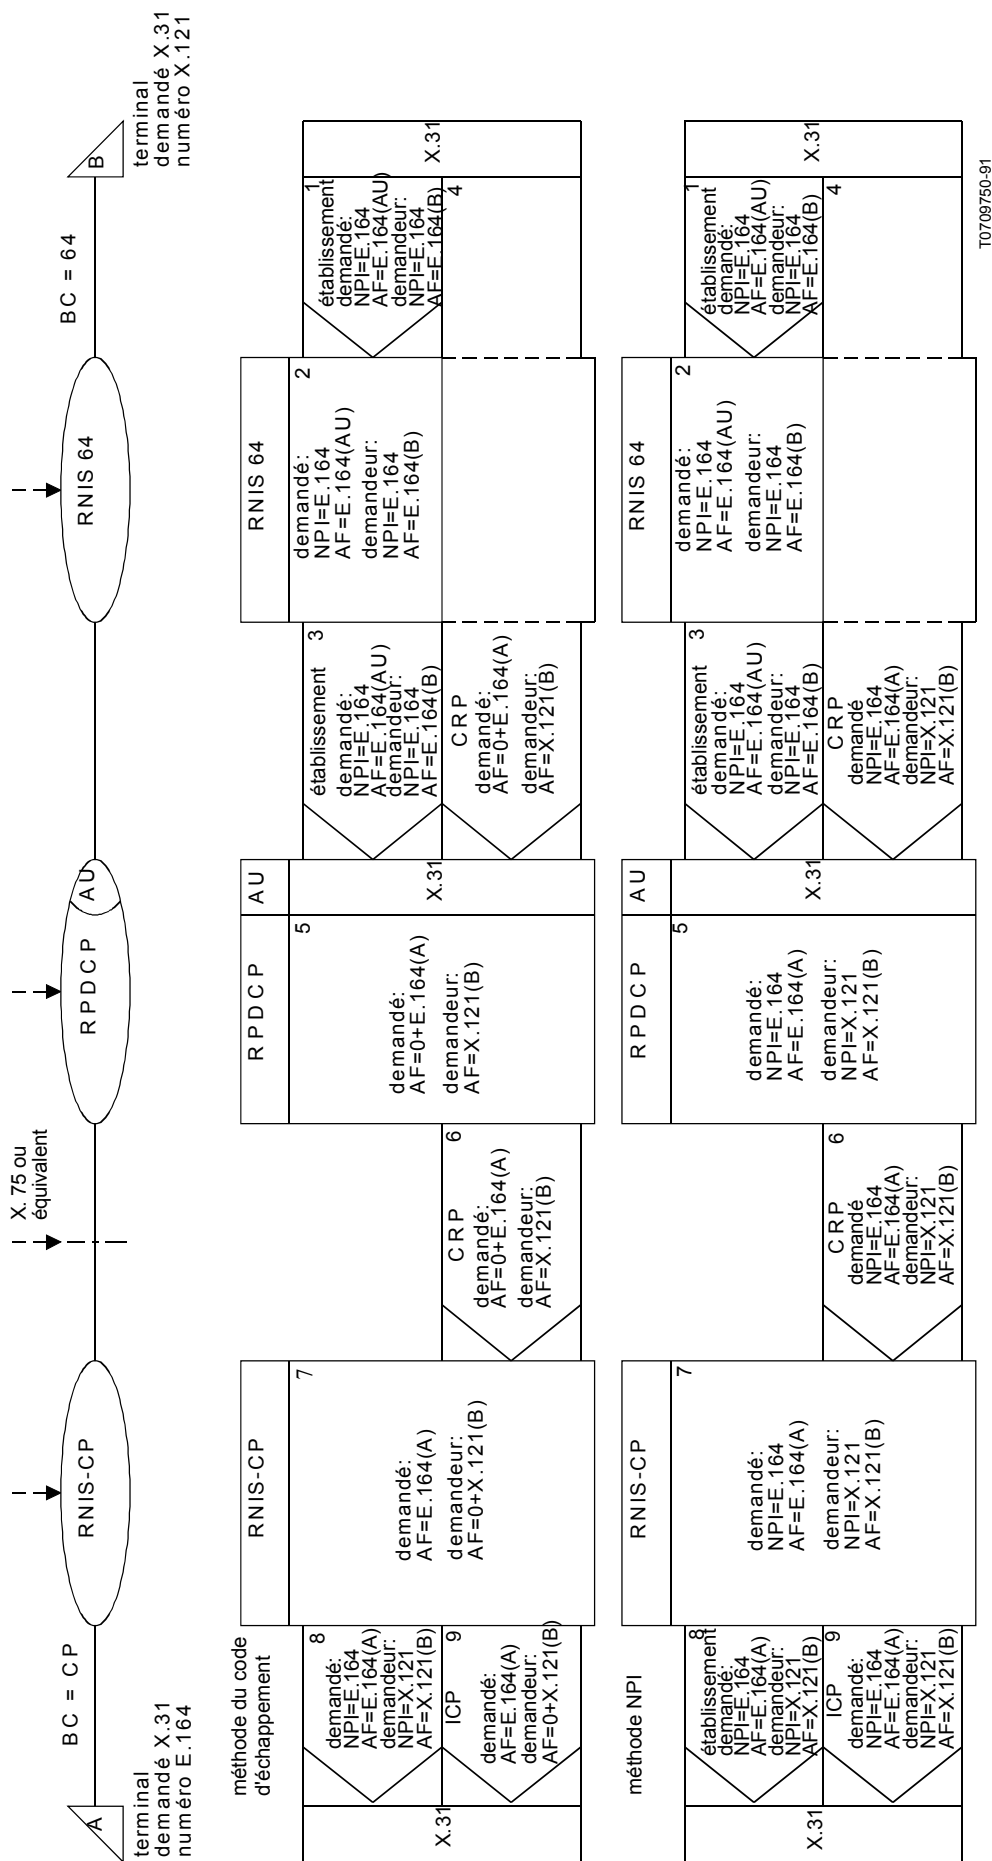 X. 75 ou
équivalent
BC = CP
BC = 64
A
RNIS-CP
RPDCP
AU
RNIS 64
B
terminal
demandé X.31
numéro E.164
terminal
demandé X.31
numéro X.121
méthode du code
d'échappement
RNIS-CP
RPDCP
AU
RNIS 64
X.31
8
demandé:
NPI=E.164
AF=E.164(A)
demandeur:
NPI=X.121
AF=X.121(B)
9
ICP
demandé:
AF=E.164(A)
demandeur:
AF=0+X.121(B)
7
demandé:
AF=E.164(A)
demandeur:
AF=0+X.121(B)
6
CRP
demandé:
AF=0+E.164(A)
demandeur:
AF=X.121(B)
5
demandé:
AF=0+E.164(A)
demandeur:
AF=X.121(B)
X.31
3
établissement
demandé:
NPI=E.164
AF=E.164(AU)
demandeur:
NPI=E.164
AF=E.164(B)
CRP
demandé:
AF=0+E.164(A)
demandeur:
AF=X.121(B)
2
demandé:
NPI=E.164
AF=E.164(AU)
demandeur:
NPI=E.164
AF=E.164(B)
1
établissement
demandé:
NPI=E.164
AF=E.164(AU)
demandeur:
NPI=E.164
AF=E.164(B)
4
X.31
méthode NPI
RNIS-CP
RPDCP
AU
RNIS 64
X.31
8
établissement
demandé:
NPI=E.164
AF=E.164(A)
demandeur:
NPI=X.121
AF=X.121(B)
9
ICP
demandé:
NPI=E.164
AF=E.164(A)
demandeur:
NPI=X.121
AF=X.121(B)
7
demandé:
NPI=E.164
AF=E.164(A)
demandeur:
NPI=X.121
AF=X.121(B)
6
CRP
demandé
NPI=E.164
AF=E.164(A)
demandeur:
NPI=X.121
AF=X.121(B)
5
demandé:
NPI=E.164
AF=E.164(A)
demandeur:
NPI=X.121
AF=X.121(B)
X.31
3
établissement
demandé:
NPI=E.164
AF=E.164(AU)
demandeur:
NPI=E.164
AF=E.164(B)
CRP
demandé
NPI=E.164
AF=E.164(A)
demandeur:
NPI=X.121
AF=X.121(B)
2
demandé:
NPI=E.164
AF=E.164(AU)
demandeur:
NPI=E.164
AF=E.164(B)
1
établissement
demandé:
NPI=E.164
AF=E.164(AU)
demandeur:
NPI=E.164
AF=E.164(B)
4
X.31
T0709750-91